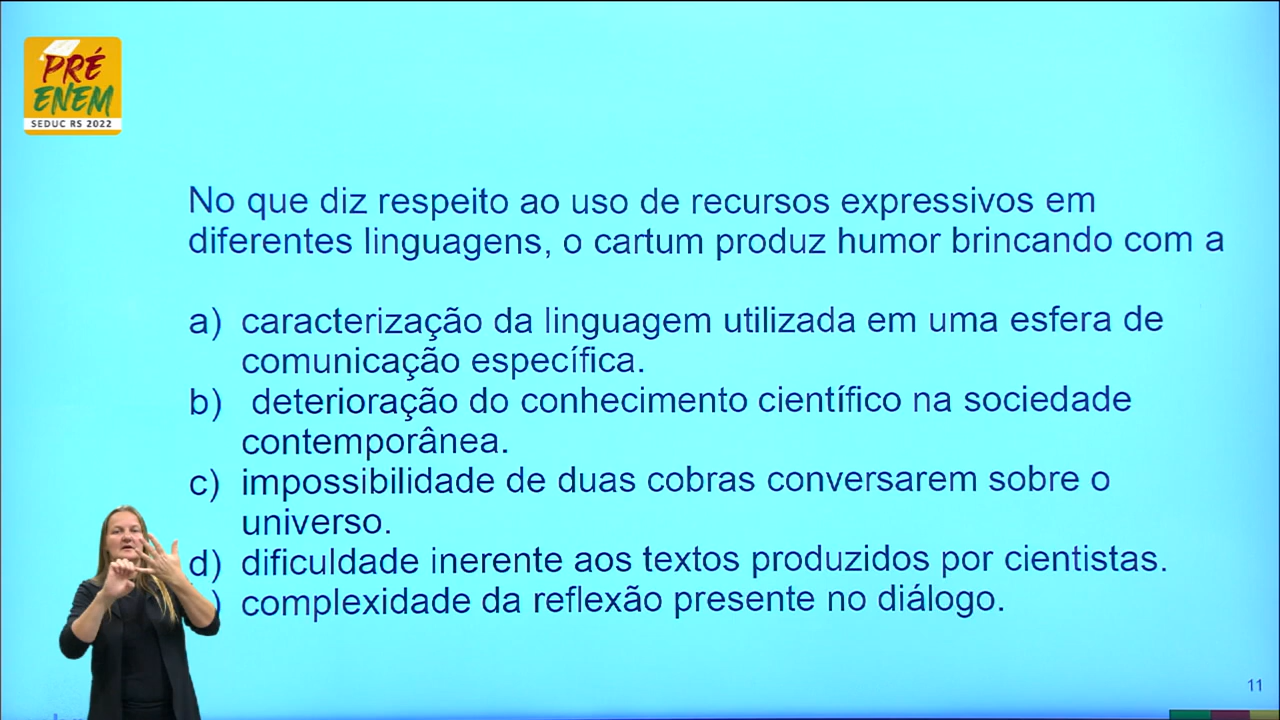 PRÉ
ENEM
SEDUC RS 2022
No que diz respeito ao uso de recursos expressivos em
diferentes linguagens, o cartum produz humor brincando com a
a) caracterização da linguagem utilizada em uma esfera de
comunicação específica.
b) deterioração do conhecimento científico na sociedade
contemporânea.
c) impossibilidade de duas cobras conversarem sobre o
universo.
d) dificuldade inerente aos textos produzidos por cientistas.
) complexidade da reflexão presente no diálogo.
11